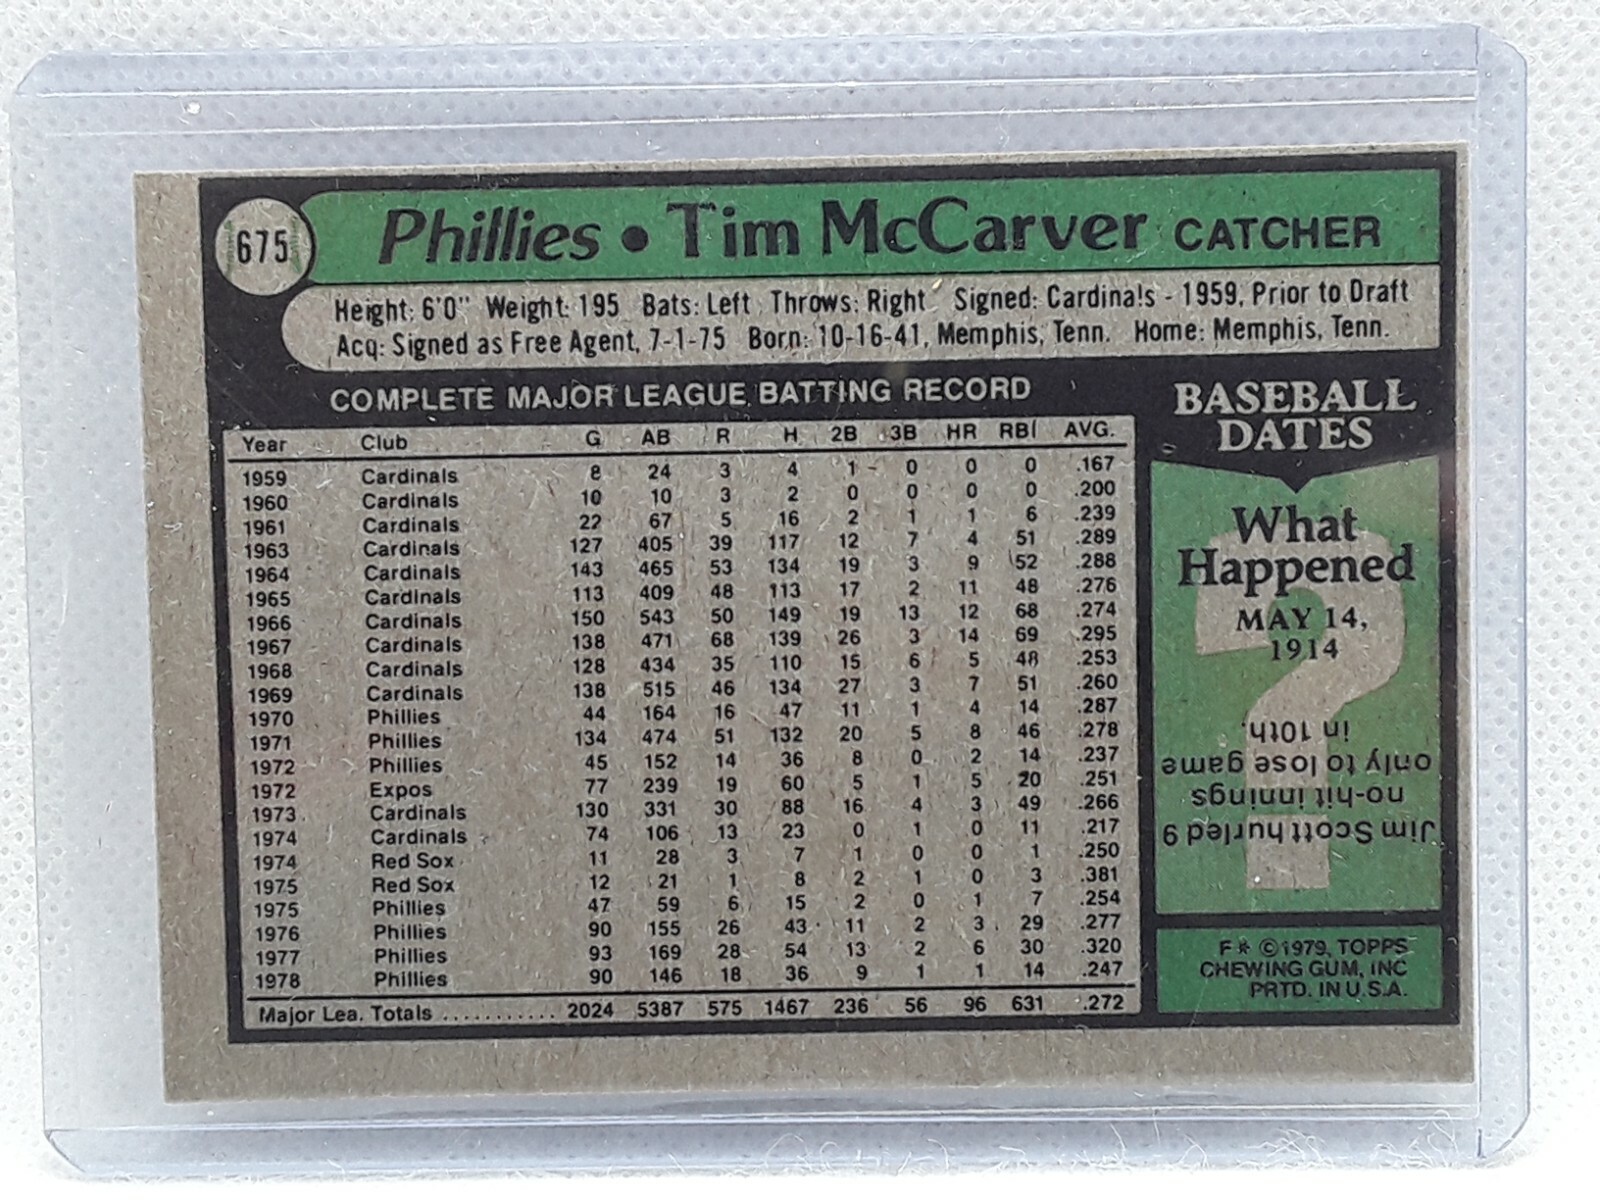 675
Phillies • Tim McCarver CATCHER
Height: 6'0" Weight: 195 Bats: Left Throws: Right Signed: Cardinals - 1959, Prior to Draft
Acq: Signed as Free Agent, 7-1-75 Born: 10-16-41, Memphis, Tenn. Home: Memphis, Tenn.
COMPLETE MAJOR LEAGUE BATTING RECORD
Year Club G AB R H 2B 3B HR RBI AVG.
1959 Cardinals 8 24 3 4 1 0 0 0 .167
1960 Cardinals 10 10 3 2 0 0 0 0 .200
1961 Cardinals 22 67 5 16 2 1 1 6 .239
1963 Cardinals 127 405 39 117 12 7 4 51 .289
1964 Cardinals 143 465 53 134 19 3 9 52 .288
1965 Cardinals 113 409 48 113 17 2 11 48 .276
1966 Cardinals 150 543 50 149 19 13 12 68 .274
1967 Cardinals 138 471 68 139 26 3 14 69 .295
1968 Cardinals 128 434 35 110 15 6 5 48 .253
1969 Cardinals 138 515 46 134 27 3 7 51 .260
1970 Phillies 44 164 16 47 11 1 4 14 .287
1971 Phillies 134 474 51 132 20 5 8 46 .278
1972 Phillies 45 152 14 36 8 0 2 14 .237
1972 Expos 77 239 19 60 5 1 5 20 .251
1973 Cardinals 130 331 30 88 16 4 3 49 .266
1974 Cardinals 74 106 13 23 0 1 0 11 .217
1974 Red Sox 11 28 3 7 1 0 0 1 .250
1975 Red Sox 12 21 1 8 2 1 0 3 .381
1975 Phillies 47 59 6 15 2 0 1 7 .254
1976 Phillies 90 155 26 43 11 2 3 29 .277
1977 Phillies 93 169 28 54 13 2 6 30 .320
1978 Phillies 90 146 18 36 9 1 1 14 .247
Major Lea. Totals ........... 2024 5387 575 1467 236 56 96 631 .272
BASEBALL
DATES
What
Happened
MAY 14,
1914
Jim Scott hurled 9
no-hit innings
only to lose game
in 10th.
F* ©1979, TOPPS
CHEWING GUM, INC
PRTD. IN U.S.A.